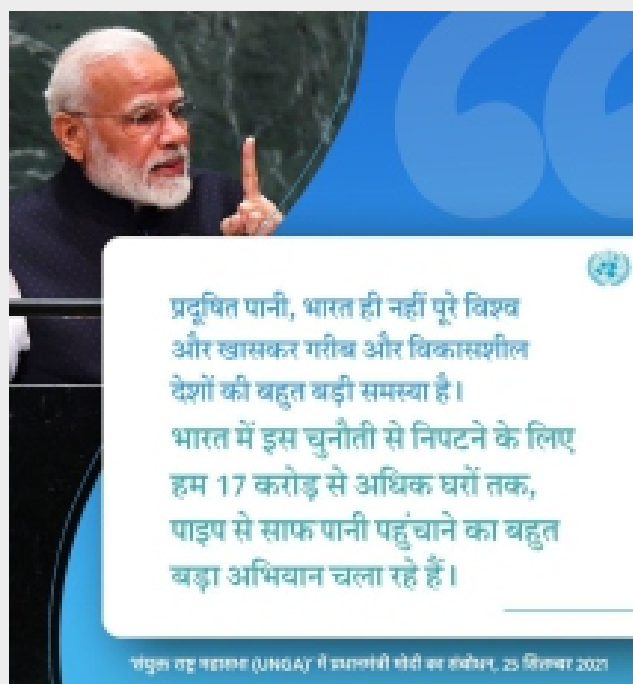 प्रदूषित पानी, भारत ही नहीं पूरे विश्व
और खासकर गरीब और विकासशील
देशों की बहुत बड़ी समस्या है।
भारत में इस चुनौती से निपटने के लिए
हम 17 करोड़ से अधिक घरों तक,
पाइप से साफ पानी पहुंचाने का बहुत
बड़ा अभियान चला रहे हैं।
'संयुक्त राष्ट्र महासभा (UNGA)' में प्रधानमंत्री मोदी का संबोधन, 25 सितम्बर 2021